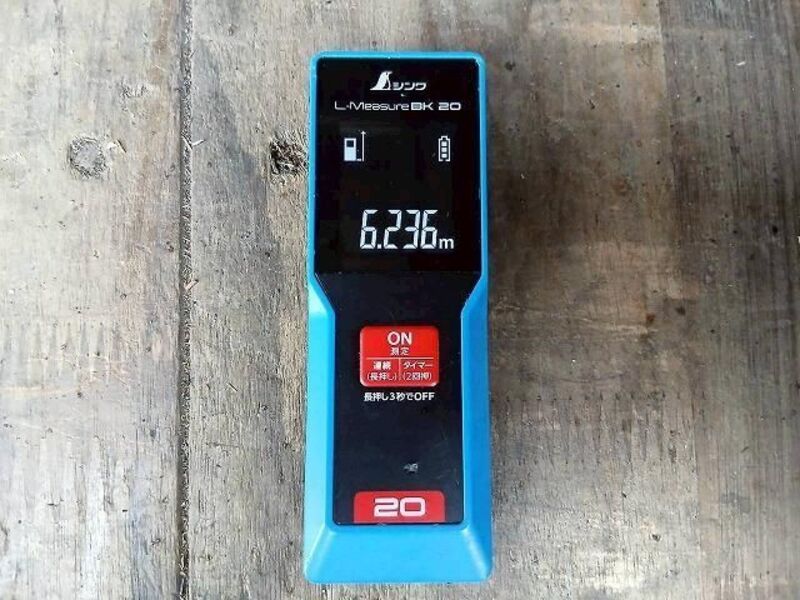 シンワ
L-Measure BK 20
6.236m
ON
測定
連続 タイマー
(長押し) (2回押)
長押し3秒でOFF
20